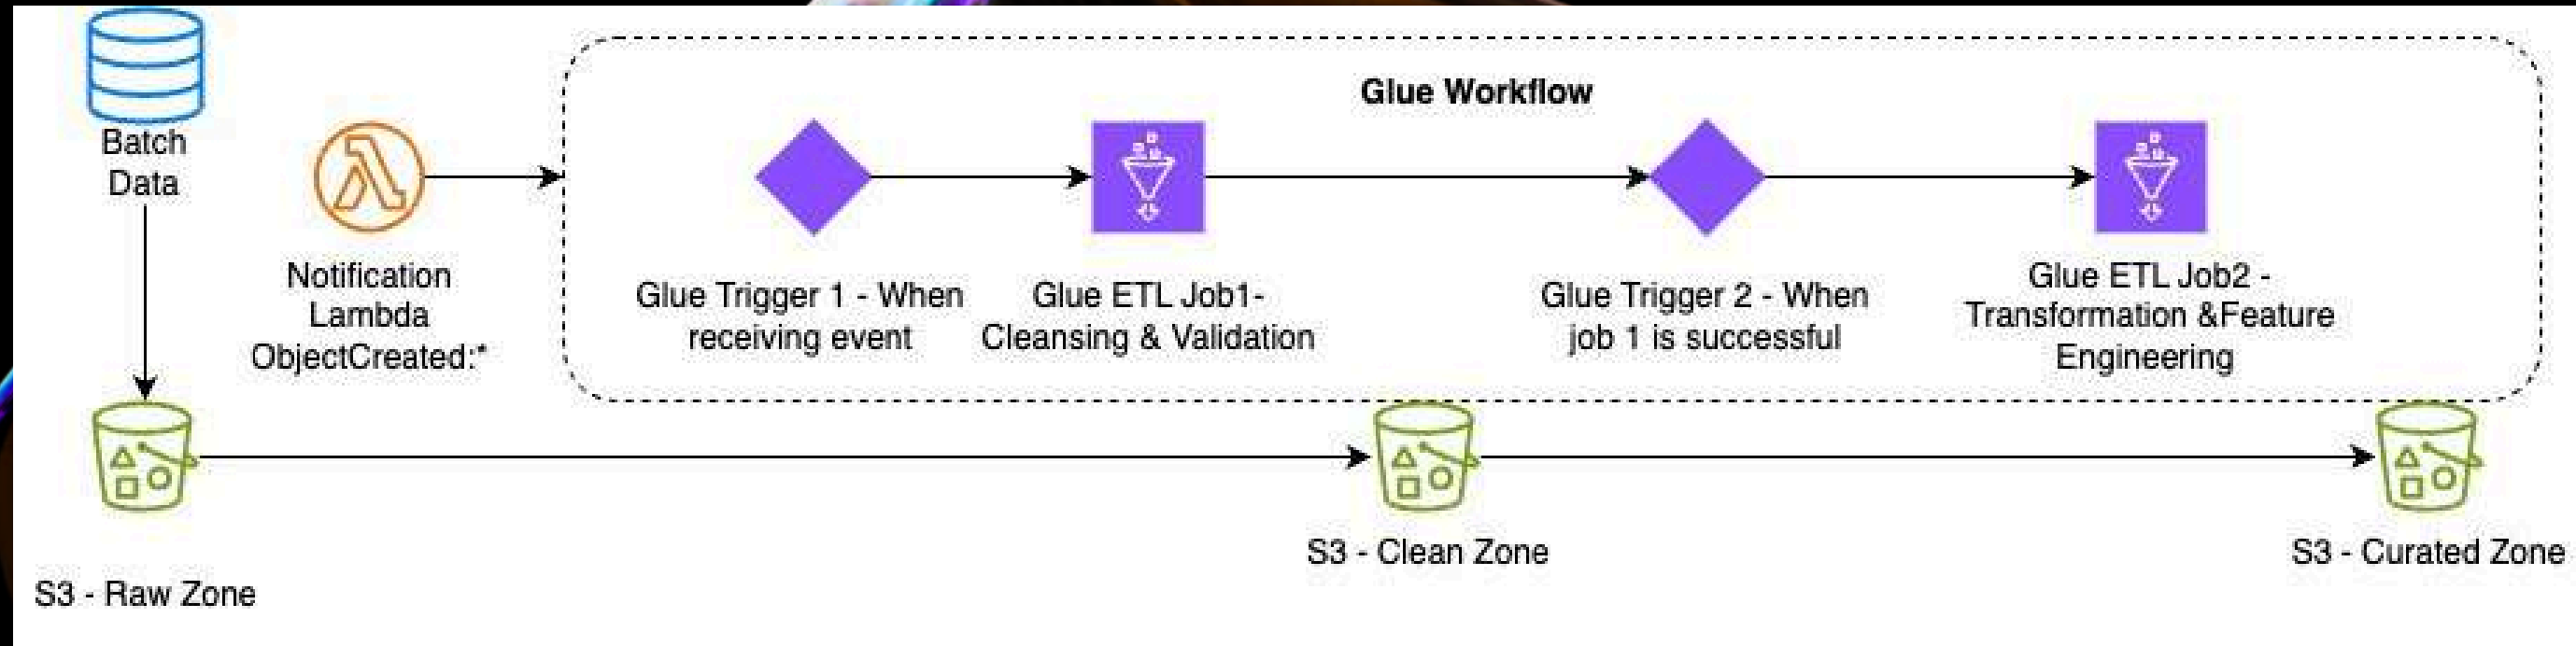 Batch
Data
Notification
Lambda
ObjectCreated:*
Glue Workflow
Glue Trigger 1 - When
receiving event
Glue ETL Job1-
Cleansing & Validation
Glue Trigger 2 - When
job 1 is successful
Glue ETL Job2 -
Transformation &Feature
Engineering
S3 - Raw Zone
S3 - Clean Zone
S3 - Curated Zone